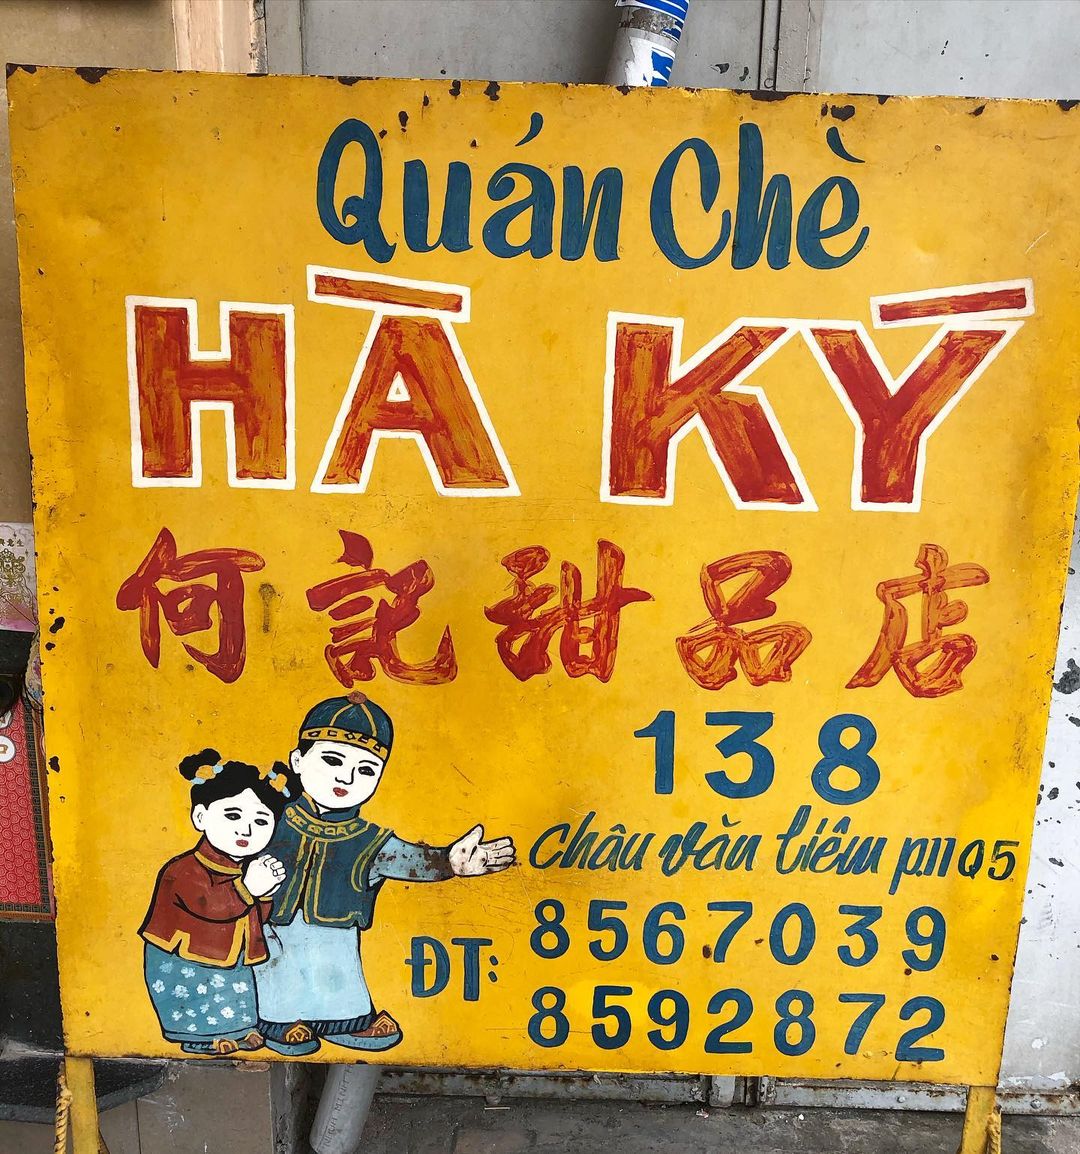 Quán Chè
HÀ KÝ
何記甜品店
138
Châu Văn Liêm p.11 Q5
ĐT: 8567039
8592872